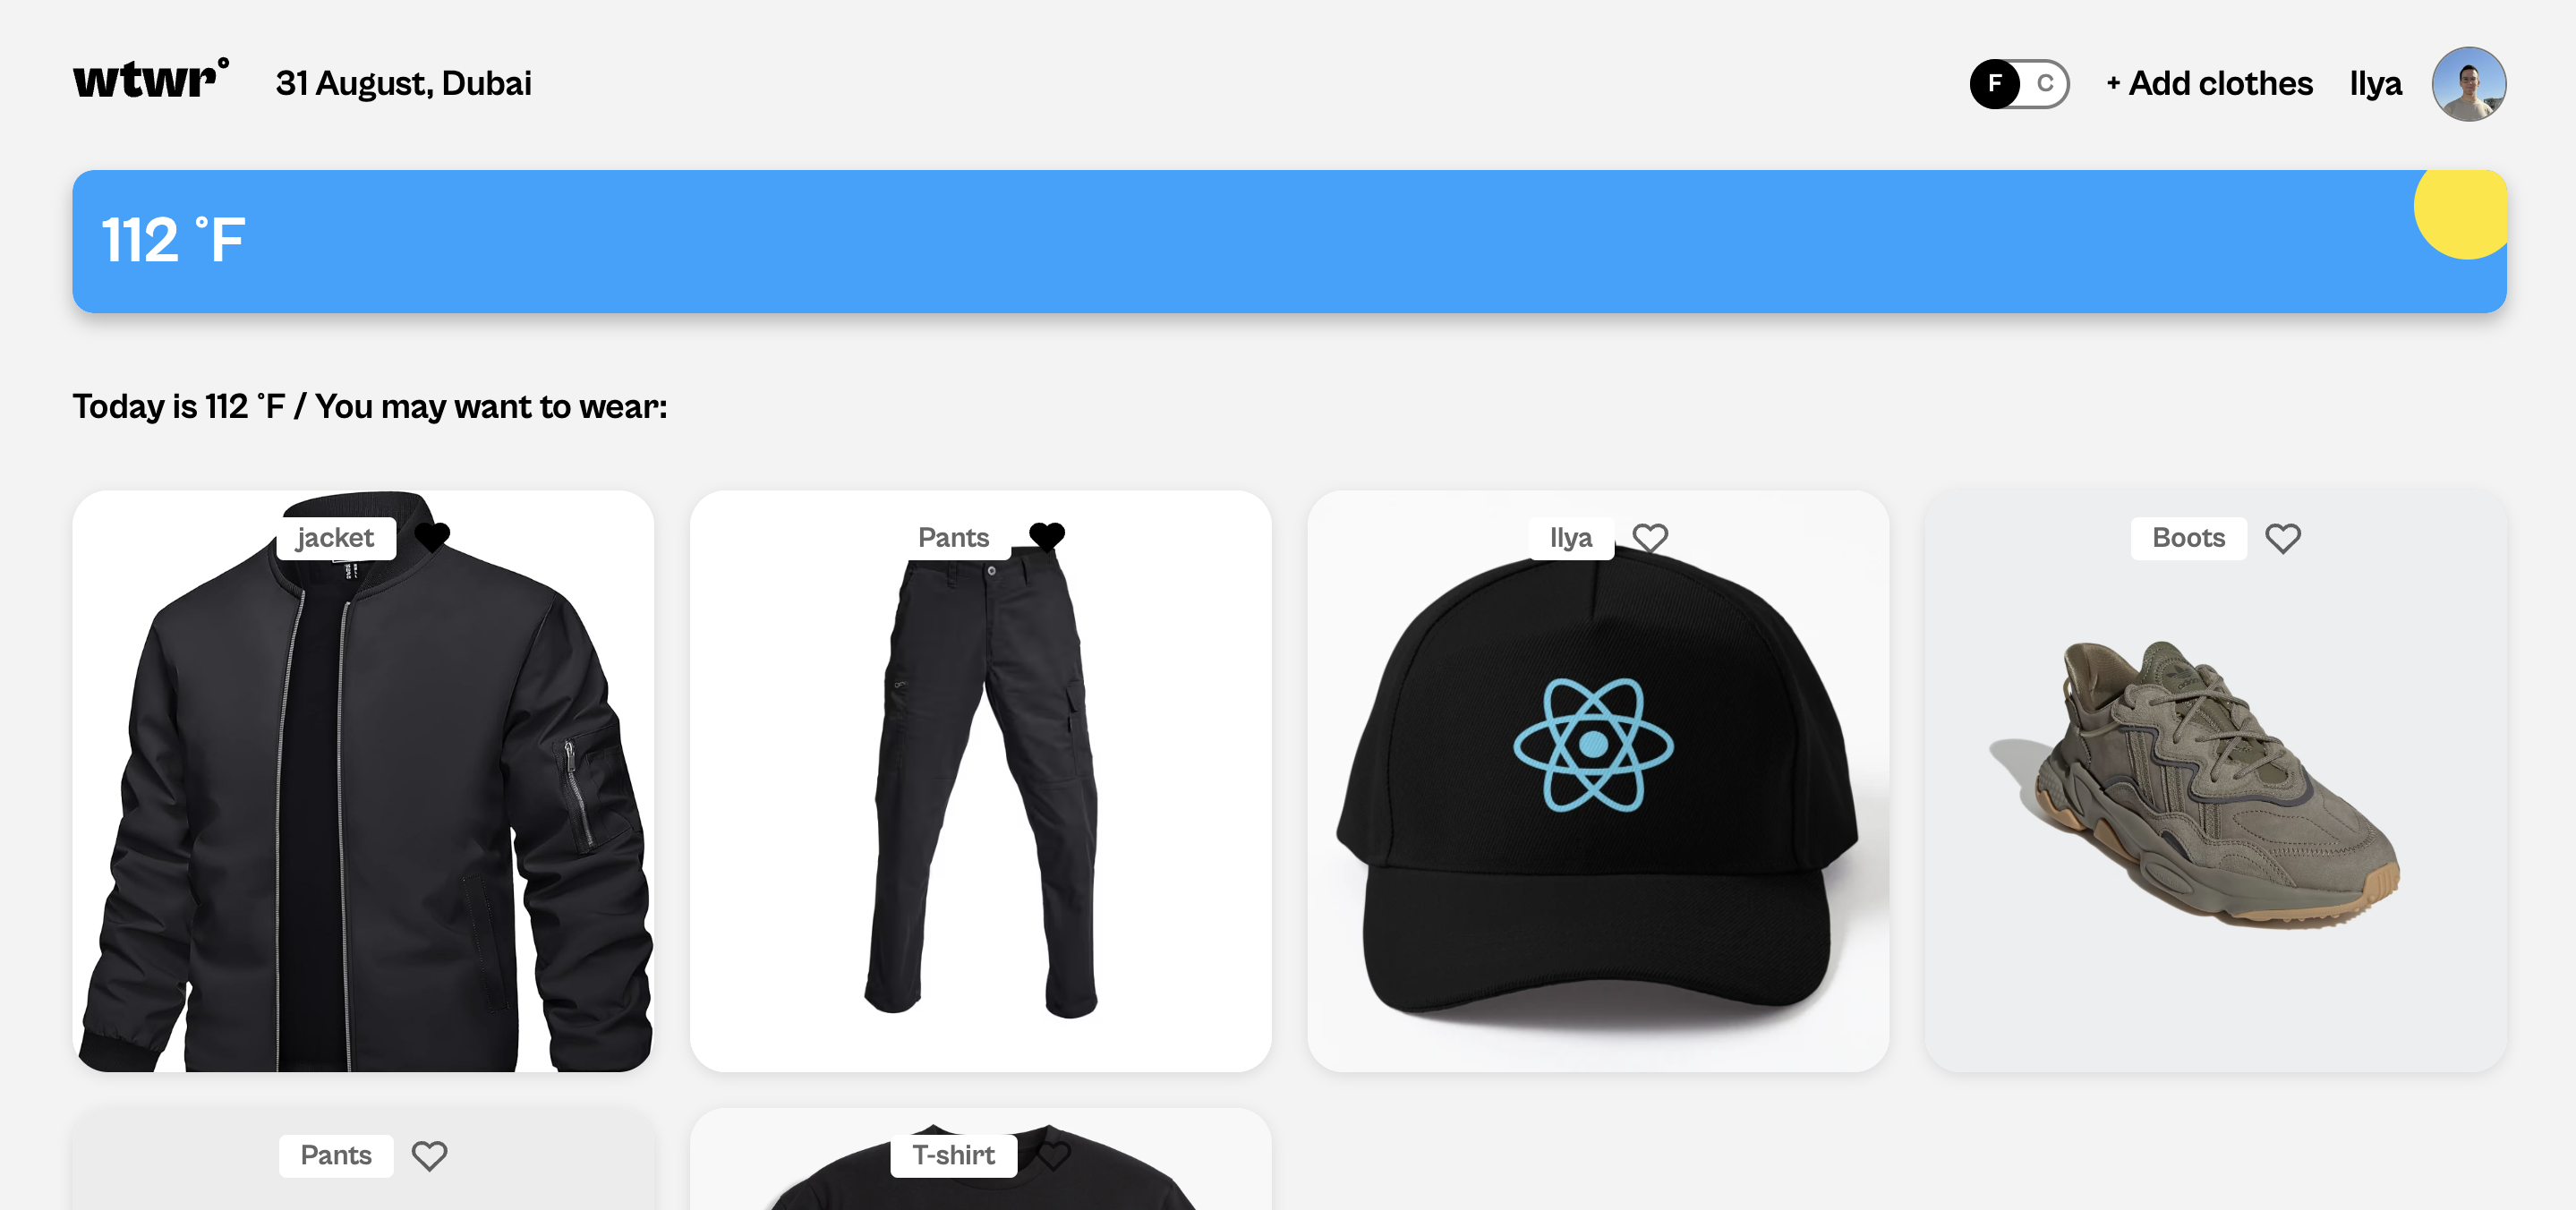 wtwr°
31 August, Dubai
F C
+ Add clothes
Ilya
112 °F
Today is 112 °F / You may want to wear:
jacket
Pants
Ilya
Boots
Pants
T-shirt